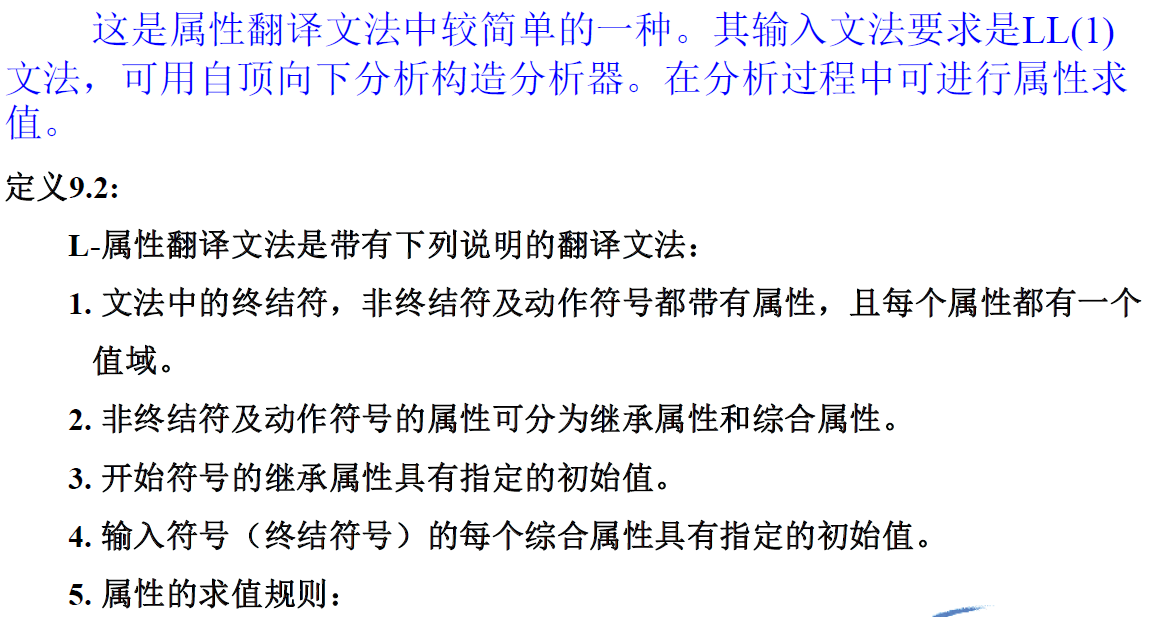 这是属性翻译文法中较简单的一种。其输入文法要求是LL(1)
文法，可用自顶向下分析构造分析器。在分析过程中可进行属性求
值。
定义9.2:
L-属性翻译文法是带有下列说明的翻译文法：
1. 文法中的终结符，非终结符及动作符号都带有属性，且每个属性都有一个
值域。
2. 非终结符及动作符号的属性可分为继承属性和综合属性。
3. 开始符号的继承属性具有指定的初始值。
4. 输入符号（终结符号）的每个综合属性具有指定的初始值。
5. 属性的求值规则：